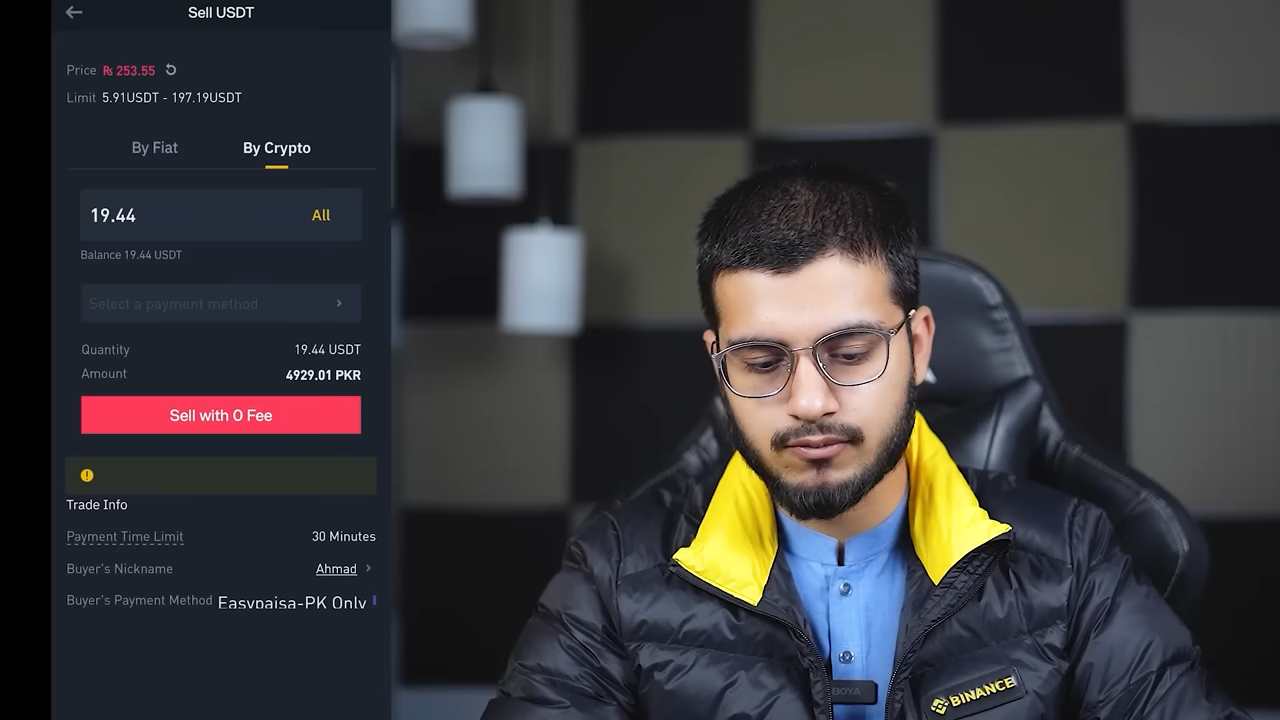 Sell USDT
Price ₨ 253.55
Limit 5.91USDT - 197.19USDT
By Fiat By Crypto
19.44 All
Balance 19.44 USDT
Select a payment method
Quantity 19.44 USDT
Amount 4929.01 PKR
Sell with 0 Fee
Trade Info
Payment Time Limit 30 Minutes
Buyer's Nickname Ahmad
Buyer's Payment Method Easypaisa-PK Only
BOYA
BINANCE